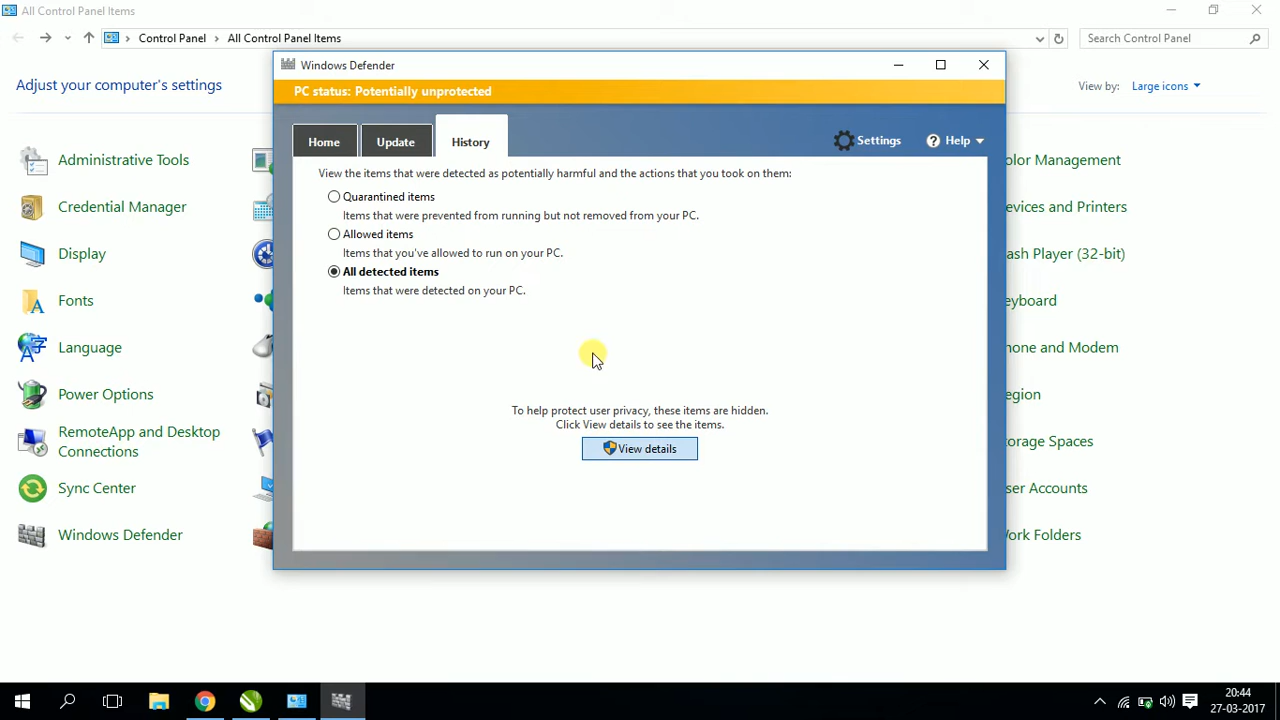 All Control Panel Items
Control Panel
All Control Panel Items
Search Control Panel
Adjust your computer's settings
View by:
Large icons
Administrative Tools
Credential Manager
Display
Fonts
Language
Power Options
RemoteApp and Desktop
Connections
Sync Center
Windows Defender
Windows Defender
PC status: Potentially unprotected
Home
Update
History
Settings
Help
View the items that were detected as potentially harmful and the actions that you took on them:
Quarantined items
Items that were prevented from running but not removed from your PC.
Allowed items
Items that you've allowed to run on your PC.
All detected items
Items that were detected on your PC.
To help protect user privacy, these items are hidden.
Click View details to see the items.
View details
olor Management
evices and Printers
ash Player (32-bit)
eyboard
hone and Modem
egion
torage Spaces
ser Accounts
ork Folders
20:44
27-03-2017